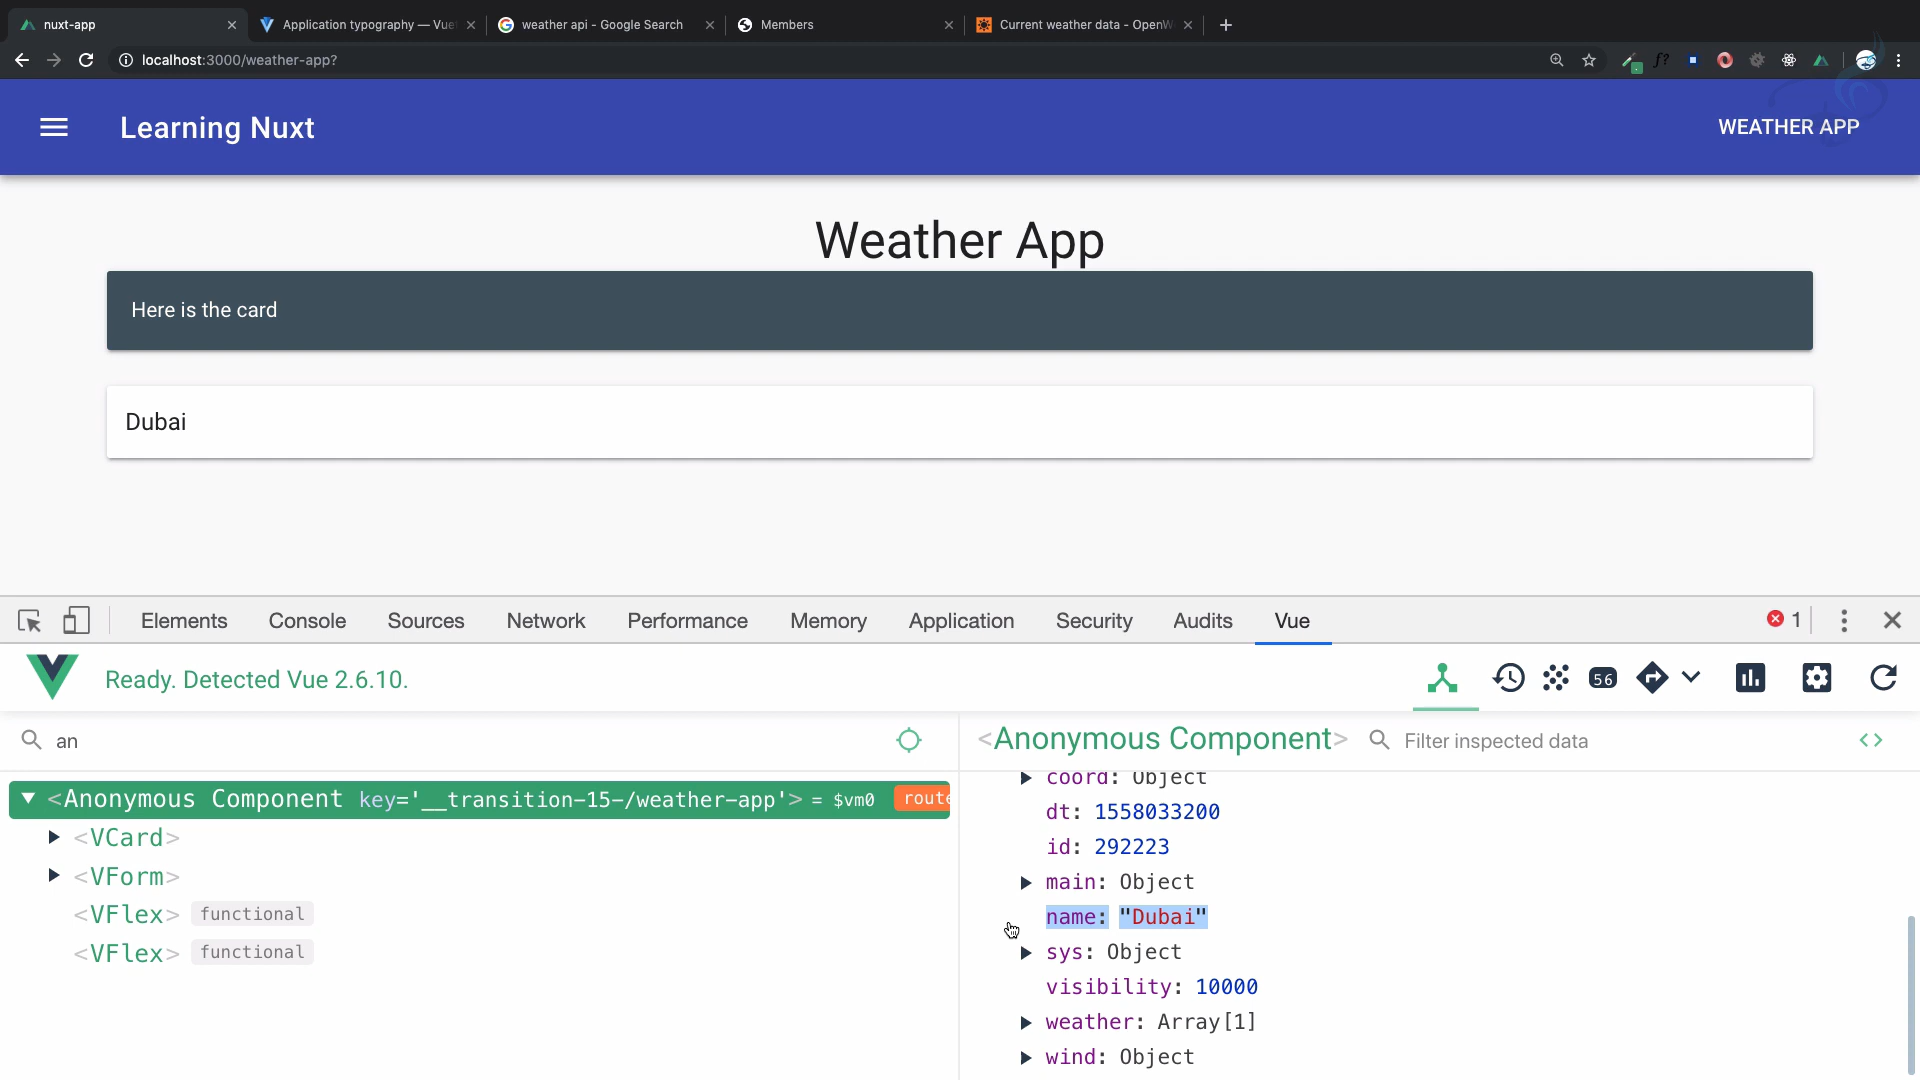 nuxt-app
Application typography — Vue
weather api - Google Search
Members
Current weather data - OpenW
localhost:3000/weather-app?
f?
Learning Nuxt
WEATHER APP
Weather App
Here is the card
Dubai
Elements
Console
Sources
Network
Performance
Memory
Application
Security
Audits
Vue
1
Ready. Detected Vue 2.6.10.
56
an
<Anonymous Component>
Filter inspected data
<Anonymous Component key='__transition-15-/weather-app'> = $vm0 route
<VCard>
<VForm>
<VFlex> functional
<VFlex> functional
coord: Object
dt: 1558033200
id: 292223
main: Object
name: "Dubai"
sys: Object
visibility: 10000
weather: Array[1]
wind: Object